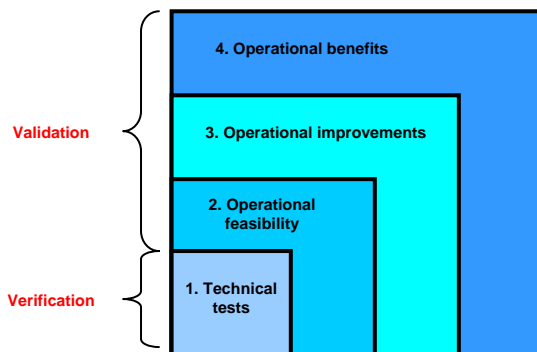 4. Operational benefits
Validation
3. Operational improvements
2. Operational
feasibility
Verification
1. Technical
tests